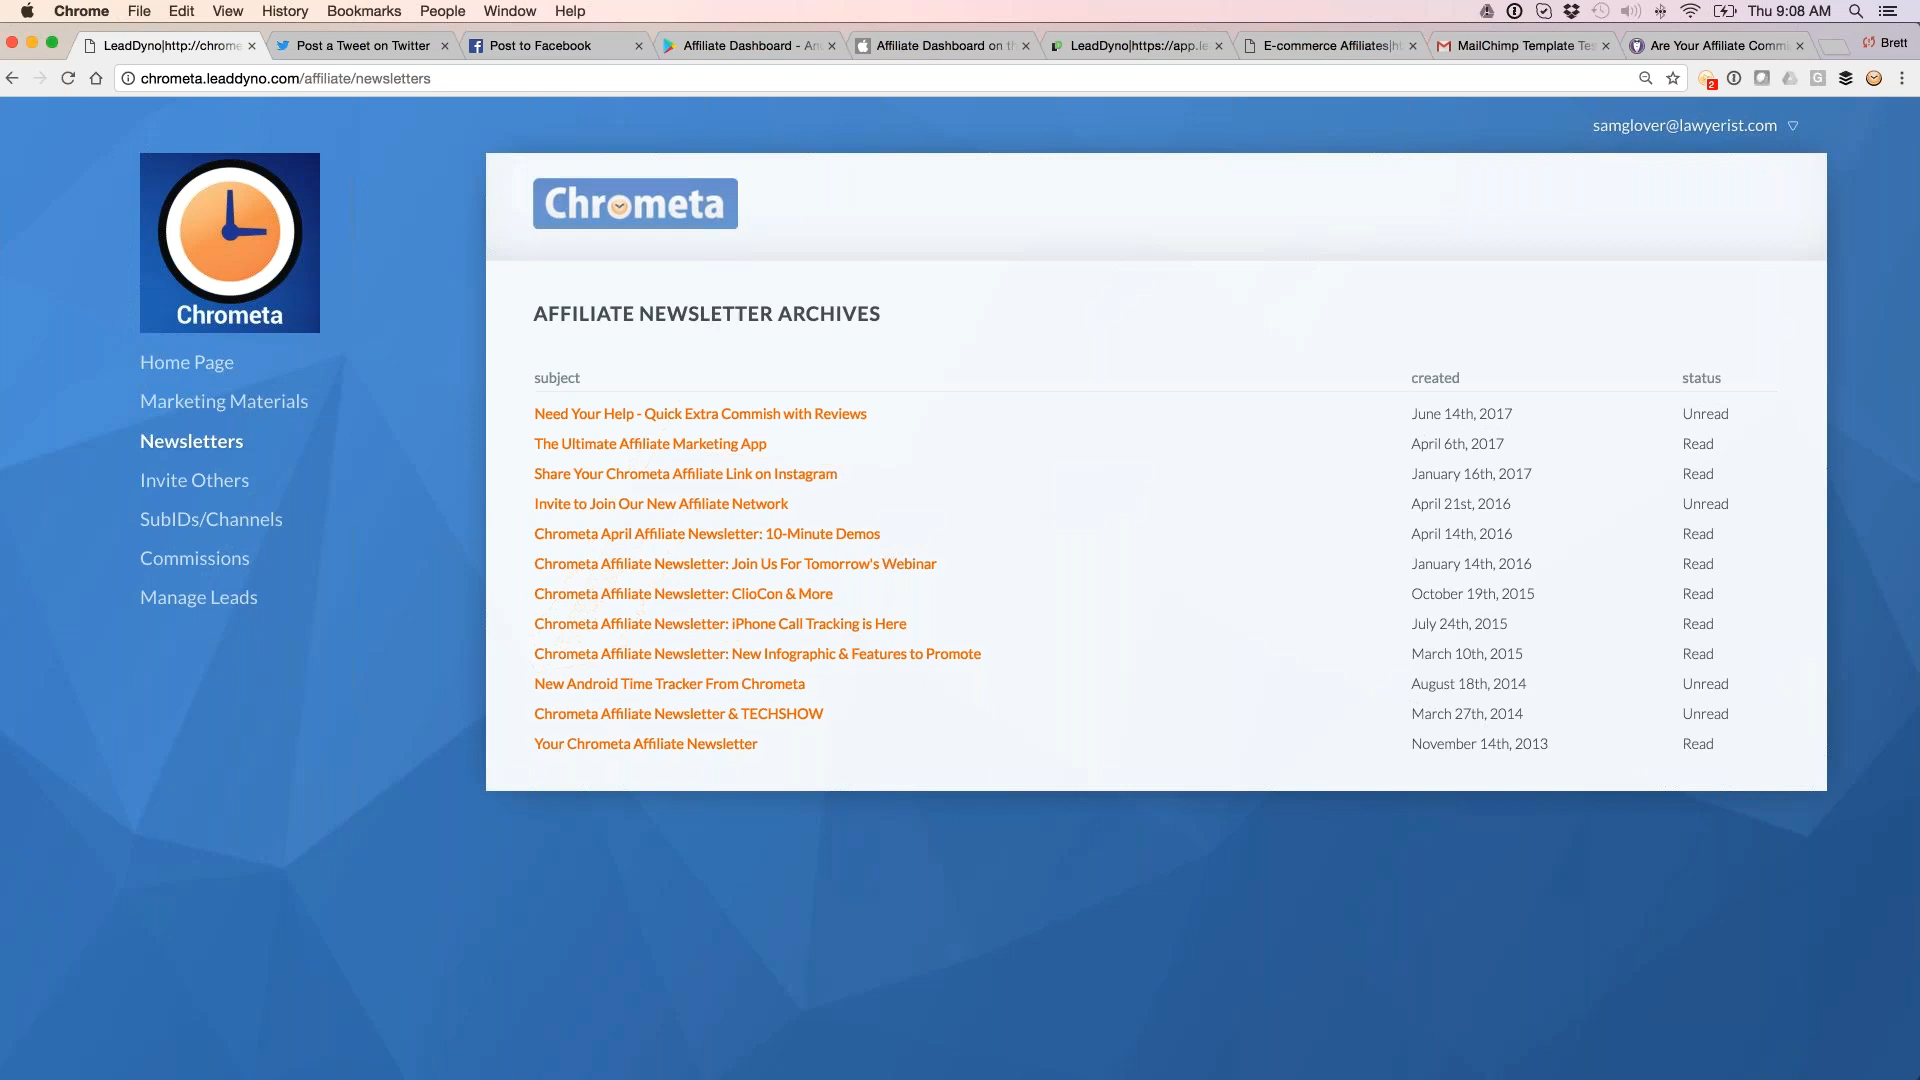 Chrome File Edit View History Bookmarks People Window Help Thu 9:08 AM
LeadDyno|http://chrome Post a Tweet on Twitter Post to Facebook Affiliate Dashboard - An Affiliate Dashboard on th LeadDyno|https://app.le E-commerce Affiliates|ht MailChimp Template Tes Are Your Affiliate Comm Brett
chrometa.leaddyno.com/affiliate/newsletters 2
samglover@lawyerist.com
Chrometa
Chrometa
Home Page
Marketing Materials
Newsletters
Invite Others
SubIDs/Channels
Commissions
Manage Leads
AFFILIATE NEWSLETTER ARCHIVES
subject created status
Need Your Help - Quick Extra Commish with Reviews June 14th, 2017 Unread
The Ultimate Affiliate Marketing App April 6th, 2017 Read
Share Your Chrometa Affiliate Link on Instagram January 16th, 2017 Read
Invite to Join Our New Affiliate Network April 21st, 2016 Unread
Chrometa April Affiliate Newsletter: 10-Minute Demos April 14th, 2016 Read
Chrometa Affiliate Newsletter: Join Us For Tomorrow's Webinar January 14th, 2016 Read
Chrometa Affiliate Newsletter: ClioCon & More October 19th, 2015 Read
Chrometa Affiliate Newsletter: iPhone Call Tracking is Here July 24th, 2015 Read
Chrometa Affiliate Newsletter: New Infographic & Features to Promote March 10th, 2015 Read
New Android Time Tracker From Chrometa August 18th, 2014 Unread
Chrometa Affiliate Newsletter & TECHSHOW March 27th, 2014 Unread
Your Chrometa Affiliate Newsletter November 14th, 2013 Read